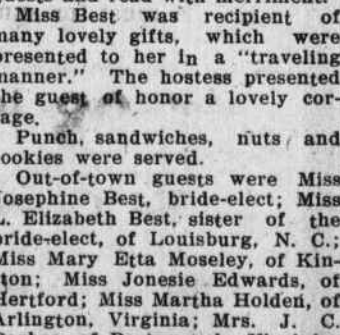 Miss Best was recipient of
many lovely gifts, which were
presented to her in a "traveling
manner." The hostess presented
the guest of honor a lovely cor-
age.
Punch, sandwiches, nuts and
ookies were served.
Out-of-town guests were Miss
Josephine Best, bride-elect; Miss
L. Elizabeth Best, sister of the
bride-elect, of Louisburg, N. C.;
Miss Mary Etta Moseley, of Kin-
ton; Miss Jonesie Edwards, of
Hertford; Miss Martha Holden, of
Arlington, Virginia; Mrs. J. C.